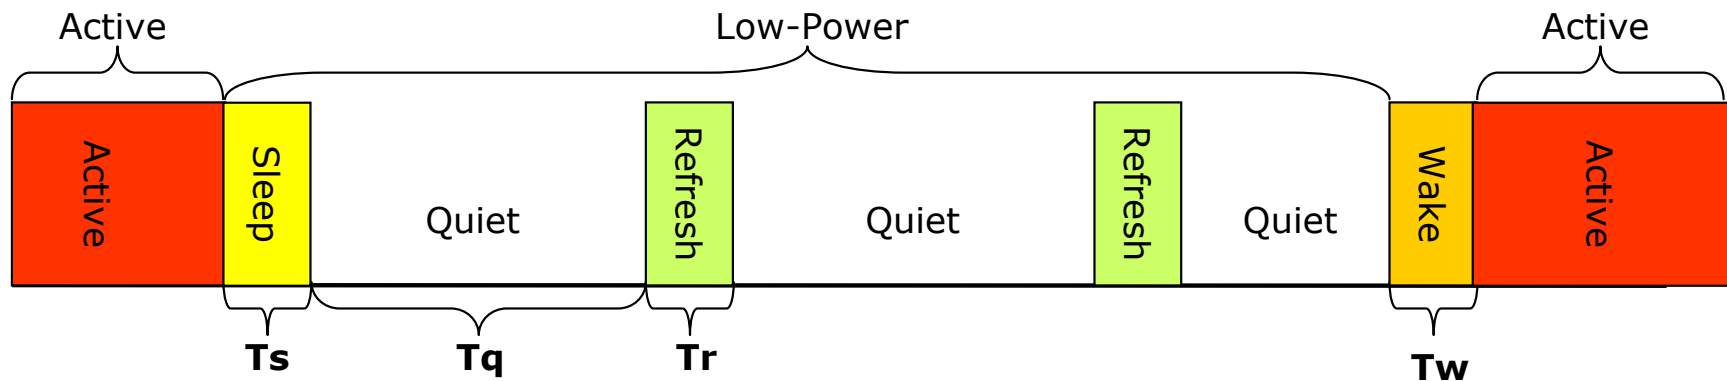 Active
Low-Power
Active
Active
Sleep
Quiet
Refresh
Quiet
Refresh
Quiet
Wake
Active
Ts
Tq
Tr
Tw